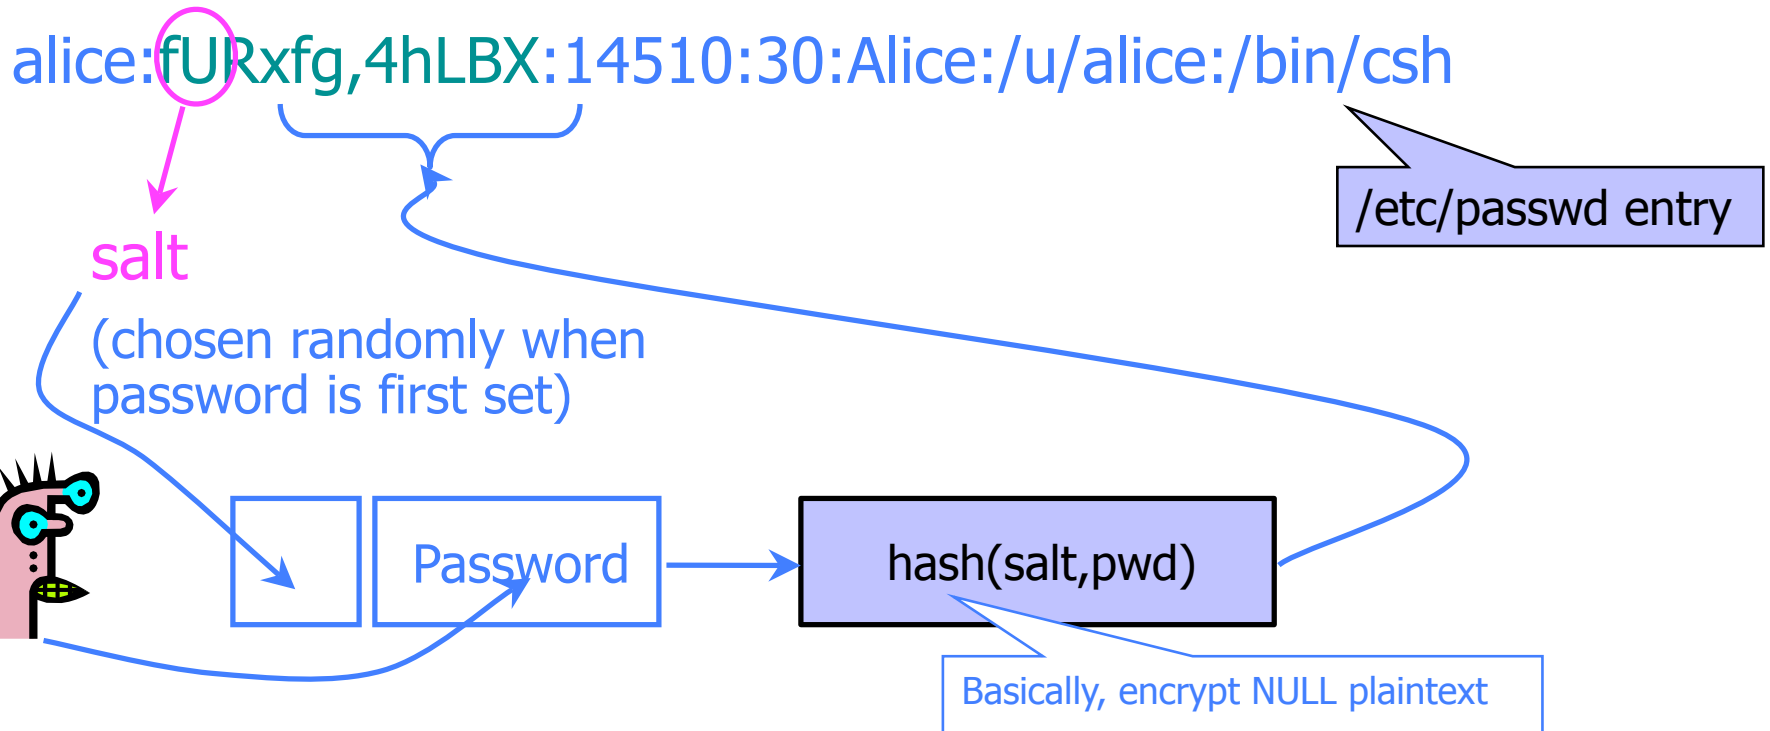 alice:fURxfg,4hLBX:14510:30:Alice:/u/alice:/bin/csh
/etc/passwd entry
salt
(chosen randomly when
password is first set)
Password
hash(salt,pwd)
Basically, encrypt NULL plaintext